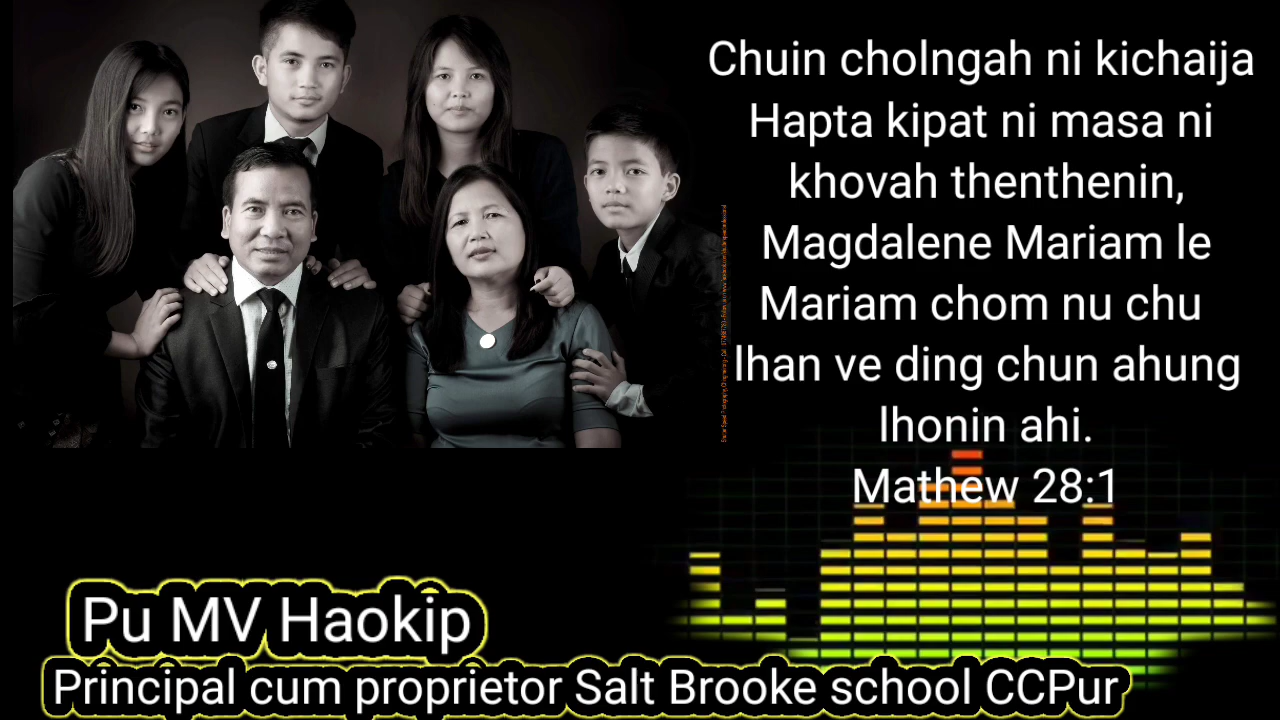 Chuin cholngah ni kichaija
Hapta kipat ni masa ni
khovah thenthenin,
Magdalene Mariam le
Mariam chom nu chu
lhan ve ding chun ahung
lhonin ahi.
Mathew 28:1
Pu MV Haokip
Principal cum proprietor Salt Brooke school CCPur